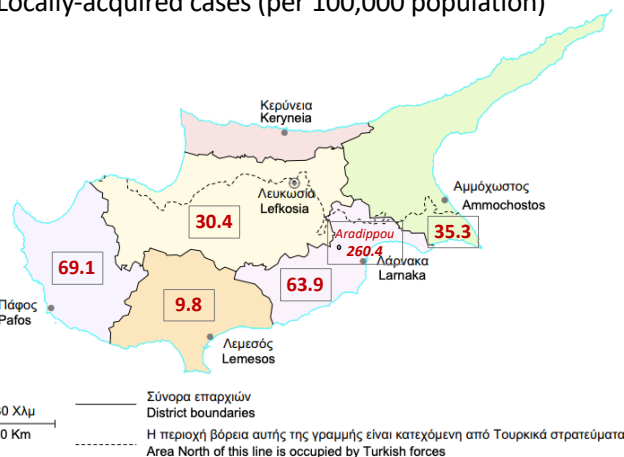 Locally-acquired cases (per 100,000 population)
Κερύνεια
Keryneia
Λευκωσία
Lefkosia
Αμμόχωστος
Ammochostos
30.4
Aradippou
260.4
35.3
Λάρνακα
Larnaka
69.1
63.9
9.8
Πάφος
Pafos
Λεμεσός
Lemesos
Σύνορα επαρχιών
District boundaries
0 Χλμ
0 Km
Η περιοχή βόρεια αυτής της γραμμής είναι κατεχόμενη από Τουρκικά στρατεύματα
Area North of this line is occupied by Turkish forces